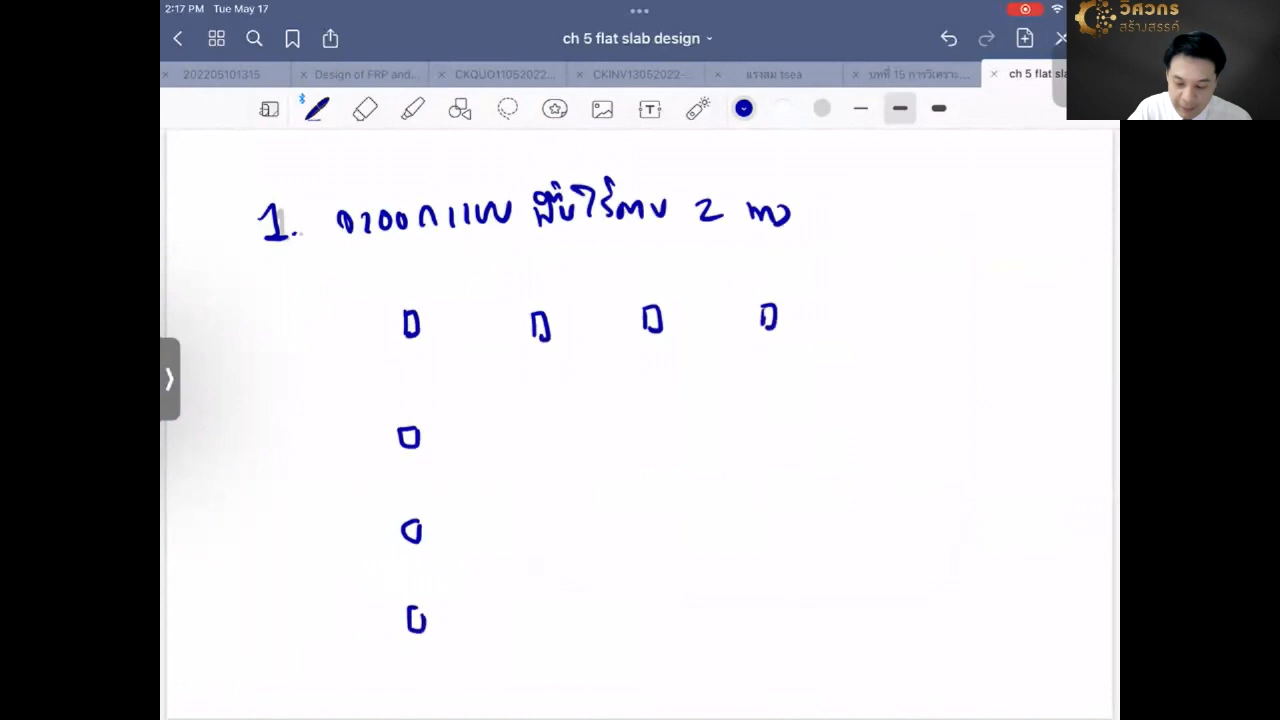 2:17 PM Tue May 17
วิศวกร
สร้างสรรค์
ch 5 flat slab design
202205101315
Design of FRP and...
CKQUO11052022...
CKINV13052022-...
แรงลม tsea
บทที่ 15 การวิเคราะ...
ch 5 flat sla
T
1. จะออกแบบ พื้นไร้คาน 2 ทาง